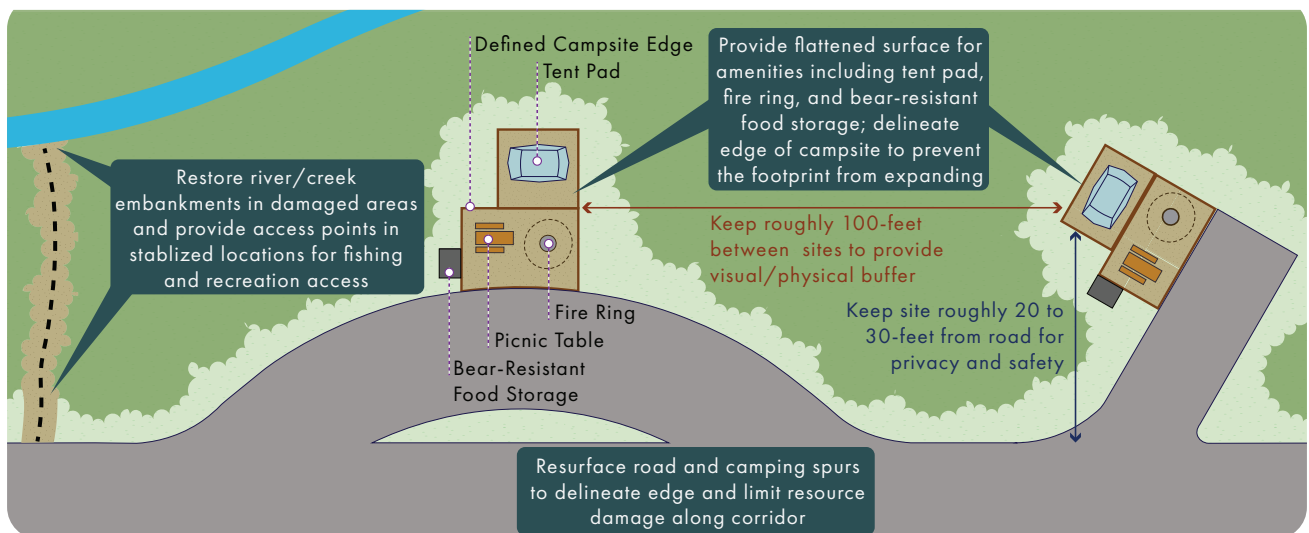 Defined Campsite Edge
Tent Pad
Provide flattened surface for
amenities including tent pad,
fire ring, and bear-resistant
food storage; delineate
edge of campsite to prevent
the footprint from expanding
Restore river/creek
embankments in damaged areas
and provide access points in
stablized locations for fishing
and recreation access
Keep roughly 100-feet
between sites to provide
visual/physical buffer
Keep site roughly 20 to
30-feet from road for
privacy and safety
Fire Ring
Picnic Table
Bear-Resistant
Food Storage
Resurface road and camping spurs
to delineate edge and limit resource
damage along corridor